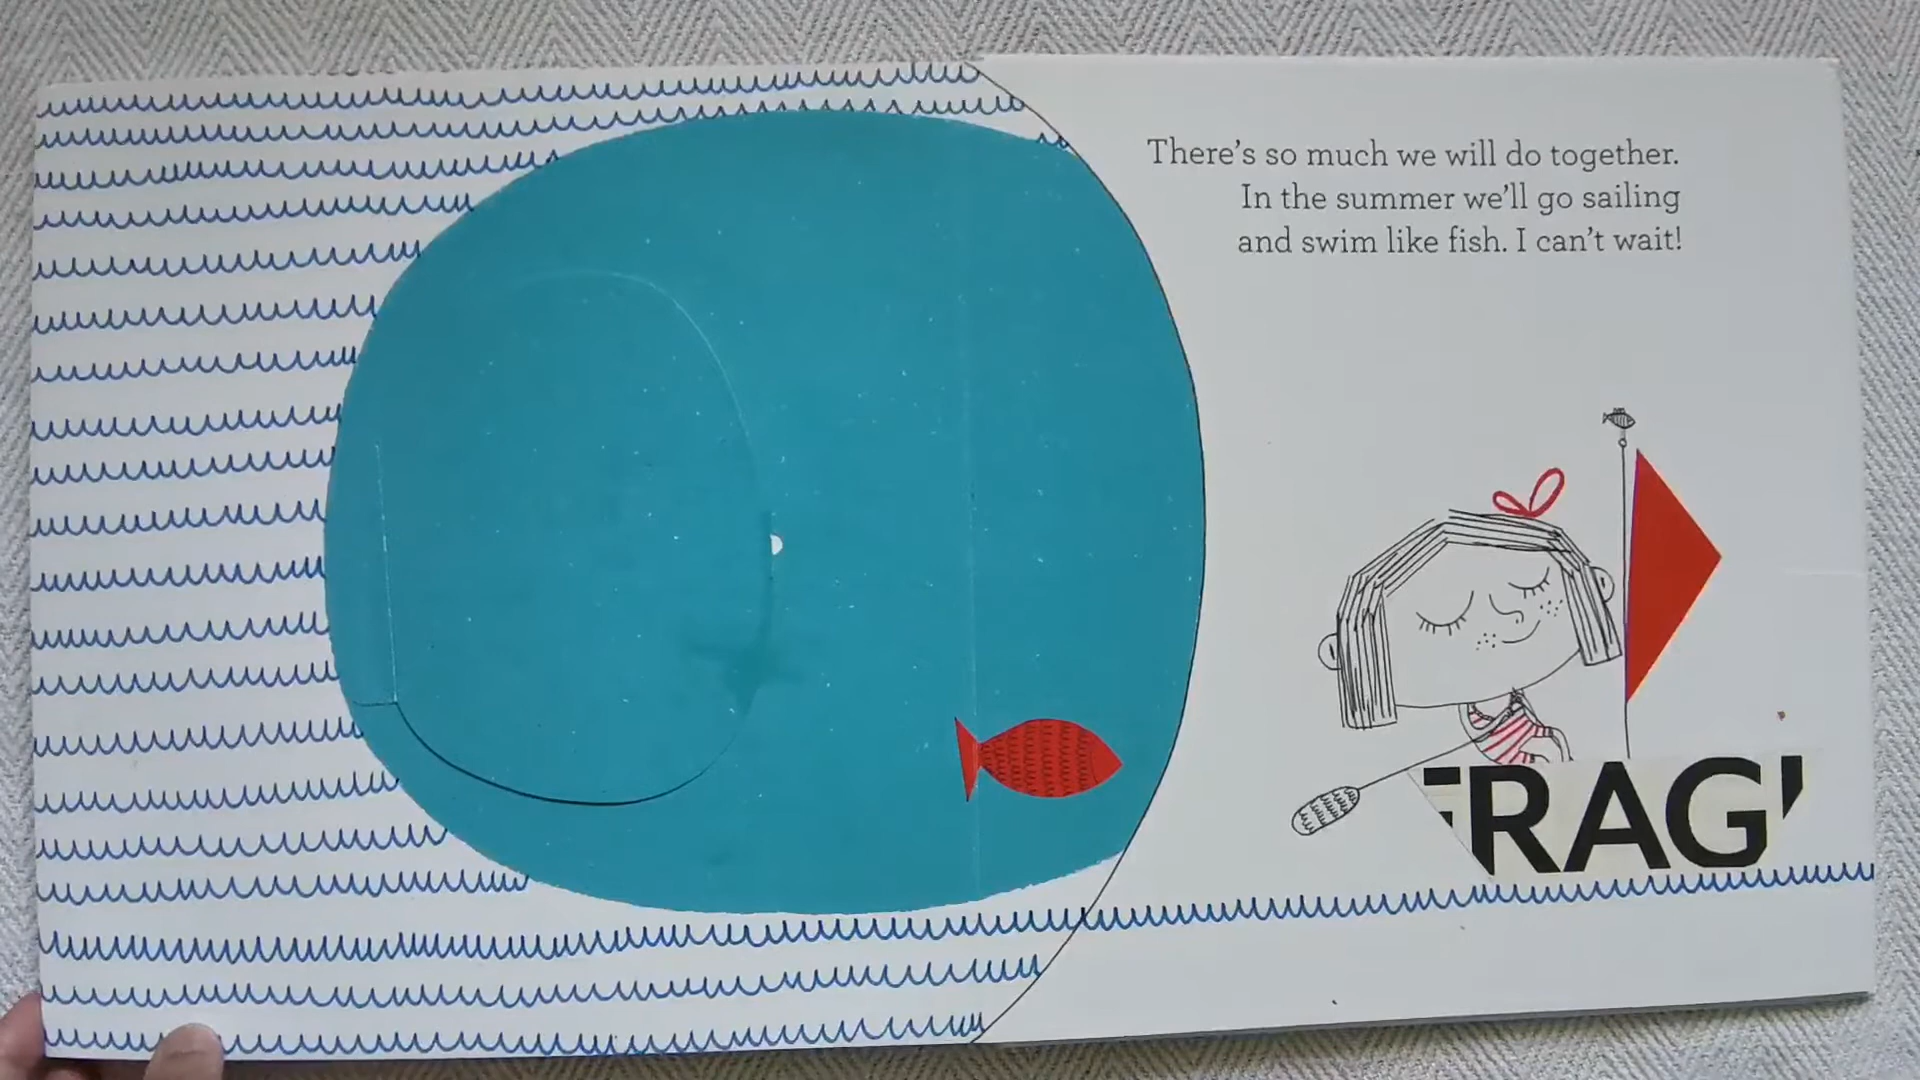 There's so much we will do together.
In the summer we'll go sailing
and swim like fish. I can't wait!
FRAGI